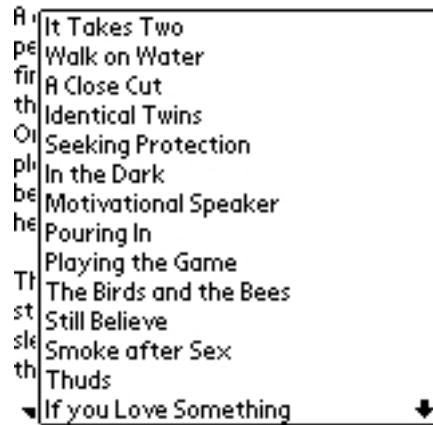 It Takes Two
Walk on Water
A Close Cut
Identical Twins
Seeking Protection
In the Dark
Motivational Speaker
Pouring In
Playing the Game
The Birds and the Bees
Still Believe
Smoke after Sex
Thuds
If you Love Something